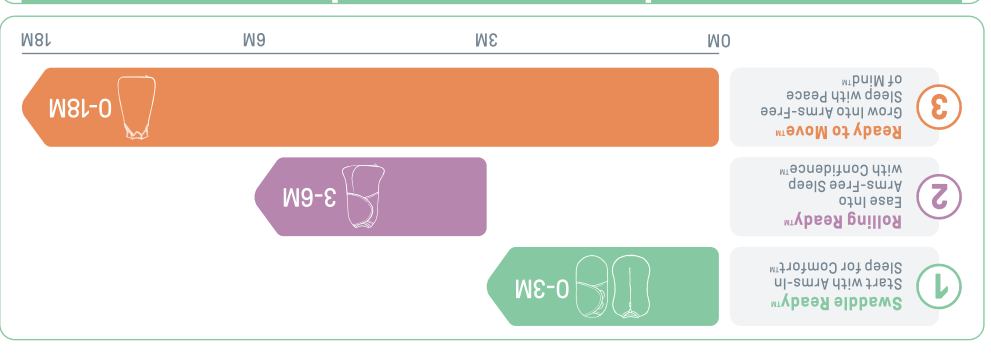 1
Swaddle Ready™
Start with Arms-In
Sleep for Comfort™
0-3M
2
Rolling Ready™
Ease Into
Arms-Free Sleep
with Confidence™
3-6M
3
Ready to Move™
Grow Into Arms-Free
Sleep with Peace
of Mind™
0-18M
0M
3M
6M
18M